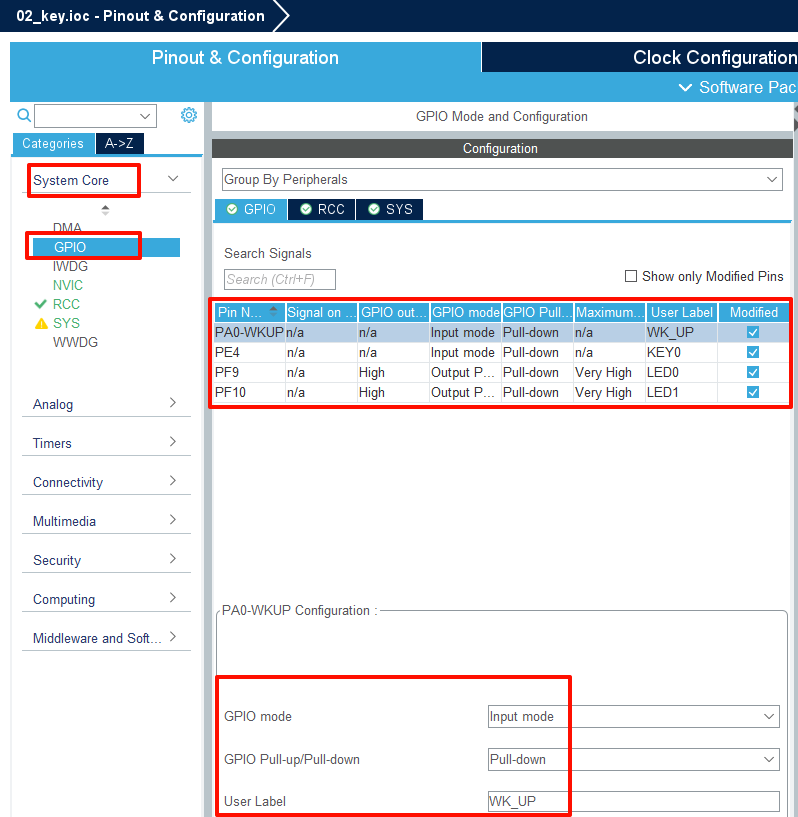 02_key.ioc - Pinout & Configuration
Pinout & Configuration
Clock Configuration
Software Pac
Categories
A->Z
System Core
DMA
GPIO
IWDG
NVIC
RCC
SYS
WWDG
Analog
Timers
Connectivity
Multimedia
Security
Computing
Middleware and Soft...
GPIO Mode and Configuration
Configuration
Group By Peripherals
GPIO RCC SYS
Search Signals
Search (Ctrl+F)
Show only Modified Pins
Pin N... Signal on ... GPIO out... GPIO mode GPIO Pull... Maximum... User Label Modified
PA0-WKUP n/a n/a Input mode Pull-down n/a WK_UP
PE4 n/a n/a Input mode Pull-down n/a KEY0
PF9 n/a High Output P... Pull-down Very High LED0
PF10 n/a High Output P... Pull-down Very High LED1
PA0-WKUP Configuration :
GPIO mode Input mode
GPIO Pull-up/Pull-down Pull-down
User Label WK_UP